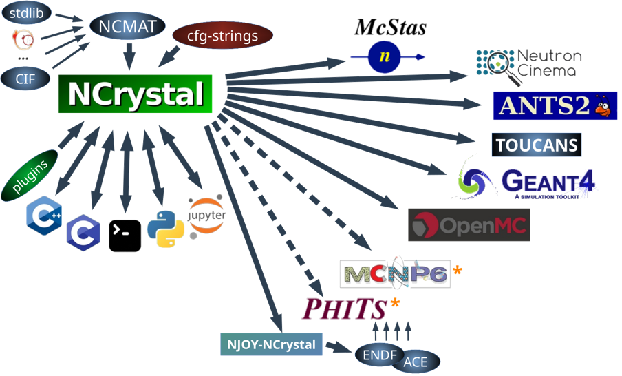 stdlib
NCMAT
cfg-strings
...
CIF
NCrystal
McStas
n
Neutron
Cinema
ANTS2
TOUCANS
GEANT4
A SIMULATION TOOLKIT
OpenMC
plugins
C++
C
>_
jupyter
MCNP6*
PHITS*
NJOY-NCrystal
ENDF
ACE